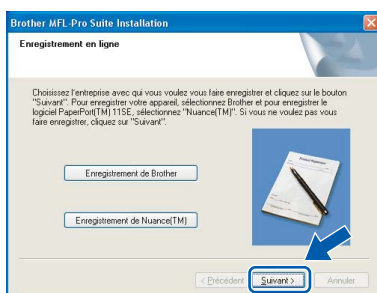 Brother MFL-Pro Suite Installation
Enregistrement en ligne
Choisissez l'entreprise avec qui vous voulez vous faire enregistrer et cliquez sur le bouton
"Suivant". Pour enregistrer votre appareil, sélectionnez Brother et pour enregistrer le
logiciel PaperPort(TM) 11SE, sélectionnez "Nuance(TM)". Si vous ne voulez pas vous
faire enregistrer, cliquez sur "Suivant".
Enregistrement de Brother
Product Registration
Enregistrement de Nuance(TM)
< Précédent
Suivant >
Annuler